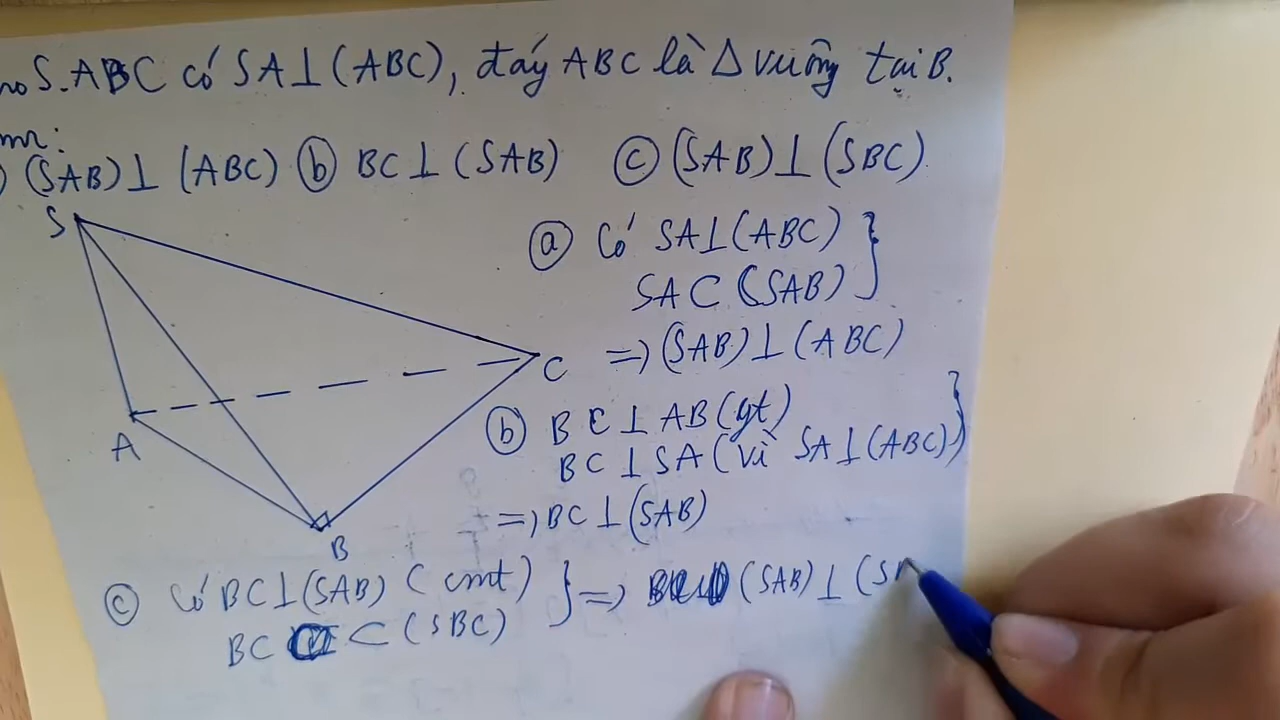 S.ABC có SA⊥(ABC), đáy ABC là Δ vuông tại B.
(SAB)⊥(ABC) ⓑ BC⊥(SAB) ⓒ (SAB)⊥(SBC)
S
ⓐ Có SA⊥(ABC)
SA⊂(SAB)
=> (SAB)⊥(ABC)
C
A
ⓑ BC⊥AB(gt)
BC⊥SA(vì SA⊥(ABC))
=> BC⊥(SAB)
B
ⓒ Có BC⊥(SAB) (cmt) } => (SAB)⊥(S
BC ⊂ (SBC)